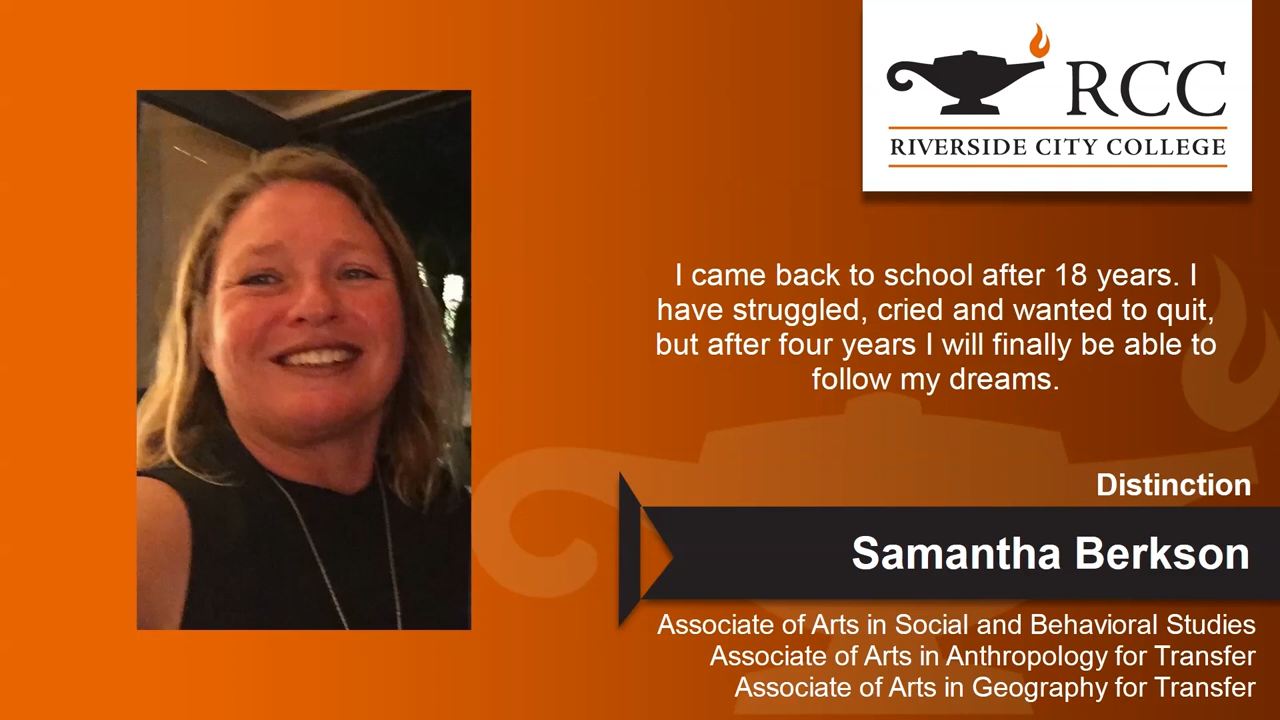 RCC
RIVERSIDE CITY COLLEGE
I came back to school after 18 years. I
have struggled, cried and wanted to quit,
but after four years I will finally be able to
follow my dreams.
Distinction
Samantha Berkson
Associate of Arts in Social and Behavioral Studies
Associate of Arts in Anthropology for Transfer
Associate of Arts in Geography for Transfer